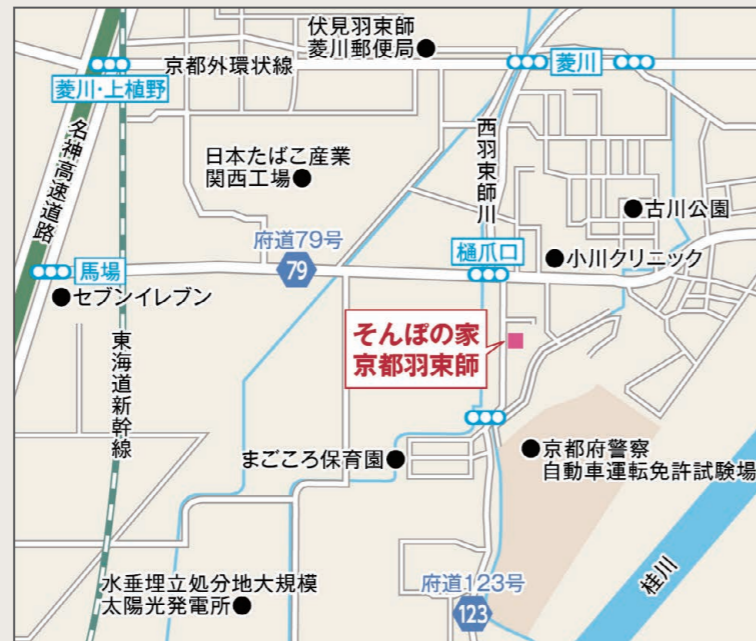 伏見羽束師
菱川郵便局
京都外環状線
菱川
菱川・上植野
名神高速道路
西羽束師川
日本たばこ産業
関西工場
古川公園
府道79号
79
樋爪口
小川クリニック
馬場
セブンイレブン
そんぽの家
京都羽束師
東海道新幹線
まごころ保育園
京都府警察
自動車運転免許試験場
桂川
水垂埋立処分地大規模
太陽光発電所
府道123号
123